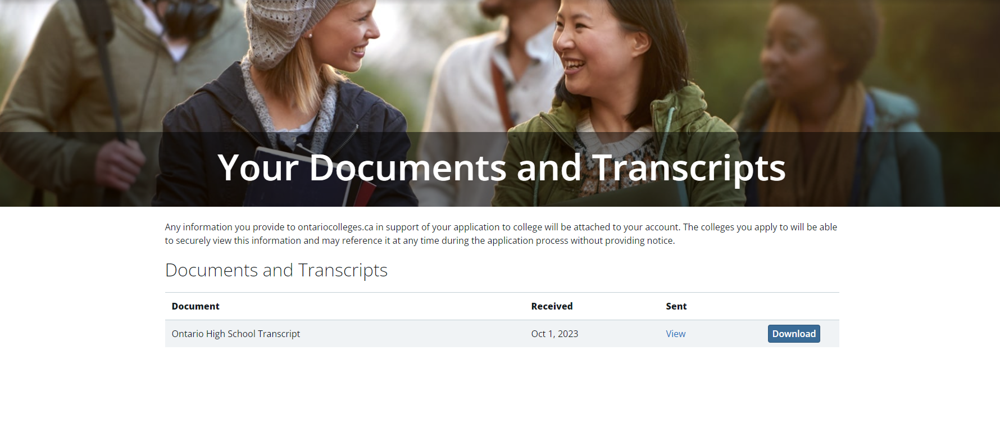 Your Documents and Transcripts
Any information you provide to ontariocolleges.ca in support of your application to college will be attached to your account. The colleges you apply to will be able
to securely view this information and may reference it at any time during the application process without providing notice.
Documents and Transcripts
Document Received Sent
Ontario High School Transcript Oct 1, 2023 View Download